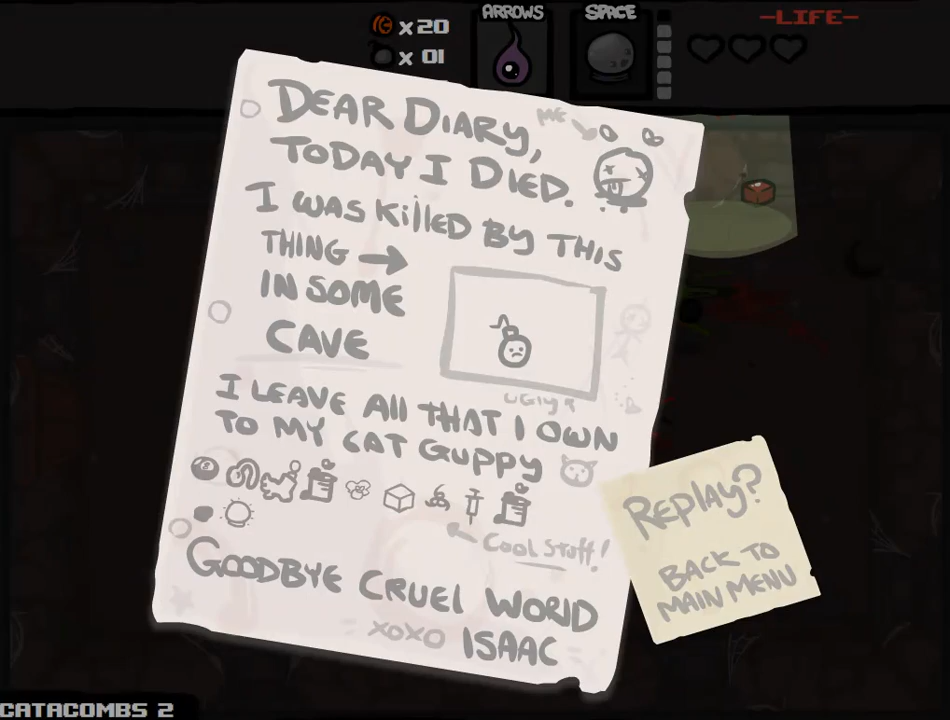 ARROWS
SPACE
-LIFE-
x20
x 01
DEAR DIARY,
ME
TODAY I DIED.
I WAS KILLED BY THIS
THING
IN SOME
CAVE
UGLY
I LEAVE ALL THAT I OWN
TO MY CAT GUPPY
COOL STUFF!
GOODBYE CRUEL WORLD
XOXO ISAAC
REPLAY?
BACK TO
MAIN MENU
CATACOMBS 2